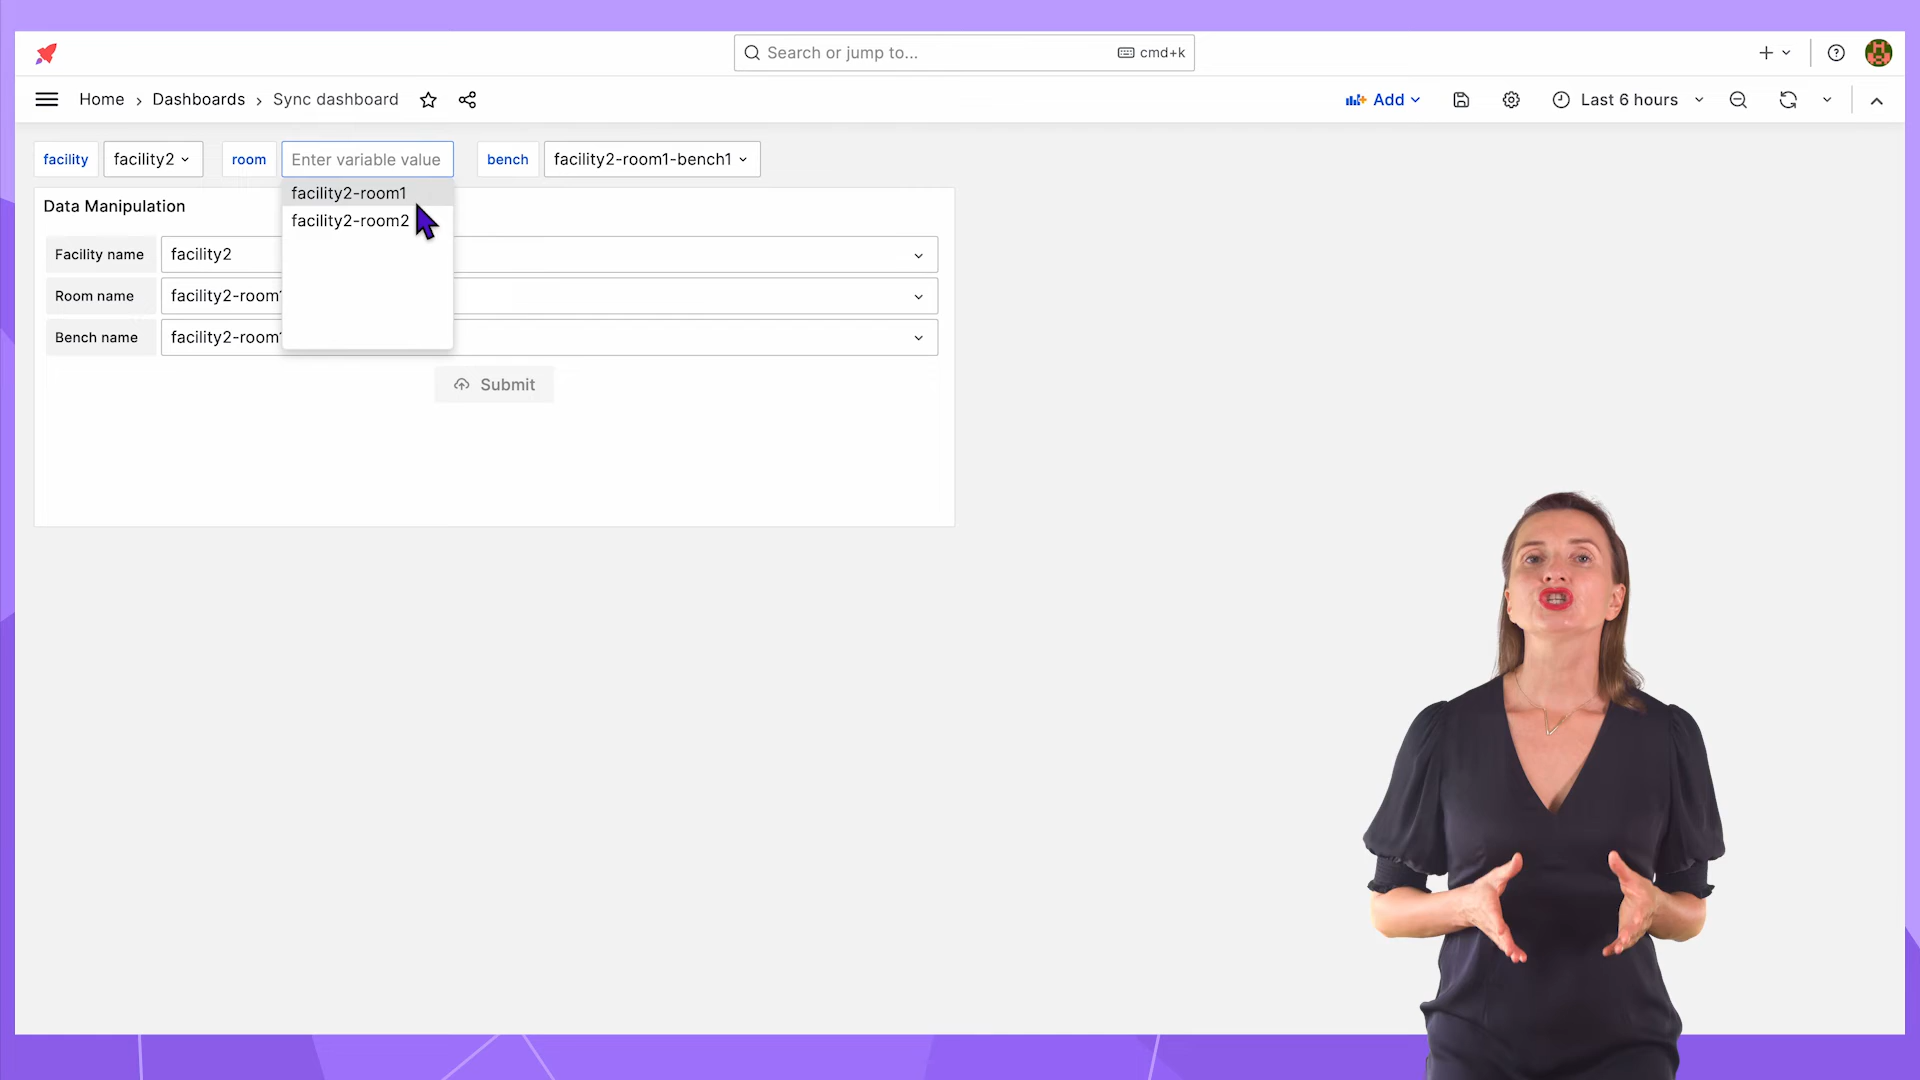 Search or jump to...
cmd+k
Home
Dashboards
Sync dashboard
Add
Last 6 hours
facility
facility2
room
Enter variable value
bench
facility2-room1-bench1
facility2-room1
facility2-room2
Data Manipulation
Facility name
facility2
Room name
facility2-room1
Bench name
facility2-room1
Submit